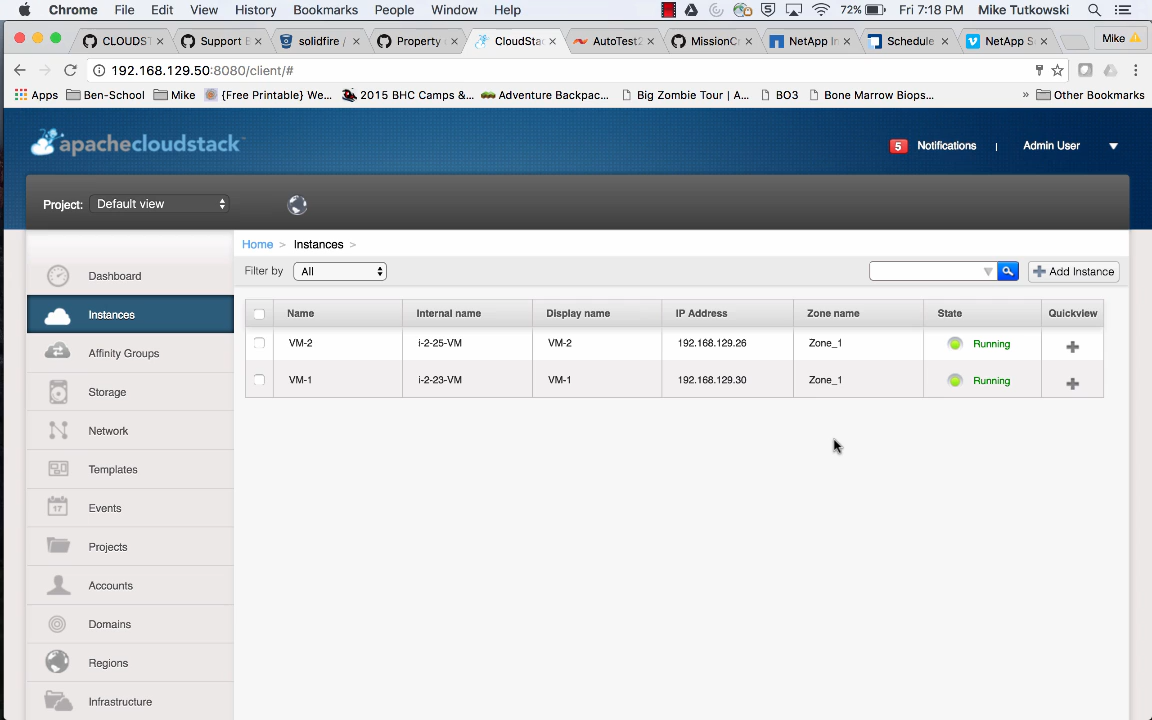 Chrome File Edit View History Bookmarks People Window Help 72% Fri 7:18 PM Mike Tutkowski
CLOUDST Support E solidfire / Property CloudStac AutoTest2 MissionC NetApp In Schedule NetApp S Mike
192.168.129.50:8080/client/#
Apps Ben-School Mike {Free Printable} We... 2015 BHC Camps &... Adventure Backpac... Big Zombie Tour | A... BO3 Bone Marrow Biops... » Other Bookmarks
apachecloudstack 5 Notifications | Admin User
Project: Default view
Home > Instances >
Filter by All Add Instance
Name Internal name Display name IP Address Zone name State Quickview
VM-2 i-2-25-VM VM-2 192.168.129.26 Zone_1 Running
VM-1 i-2-23-VM VM-1 192.168.129.30 Zone_1 Running
Dashboard
Instances
Affinity Groups
Storage
Network
Templates
17 Events
Projects
Accounts
Domains
Regions
Infrastructure